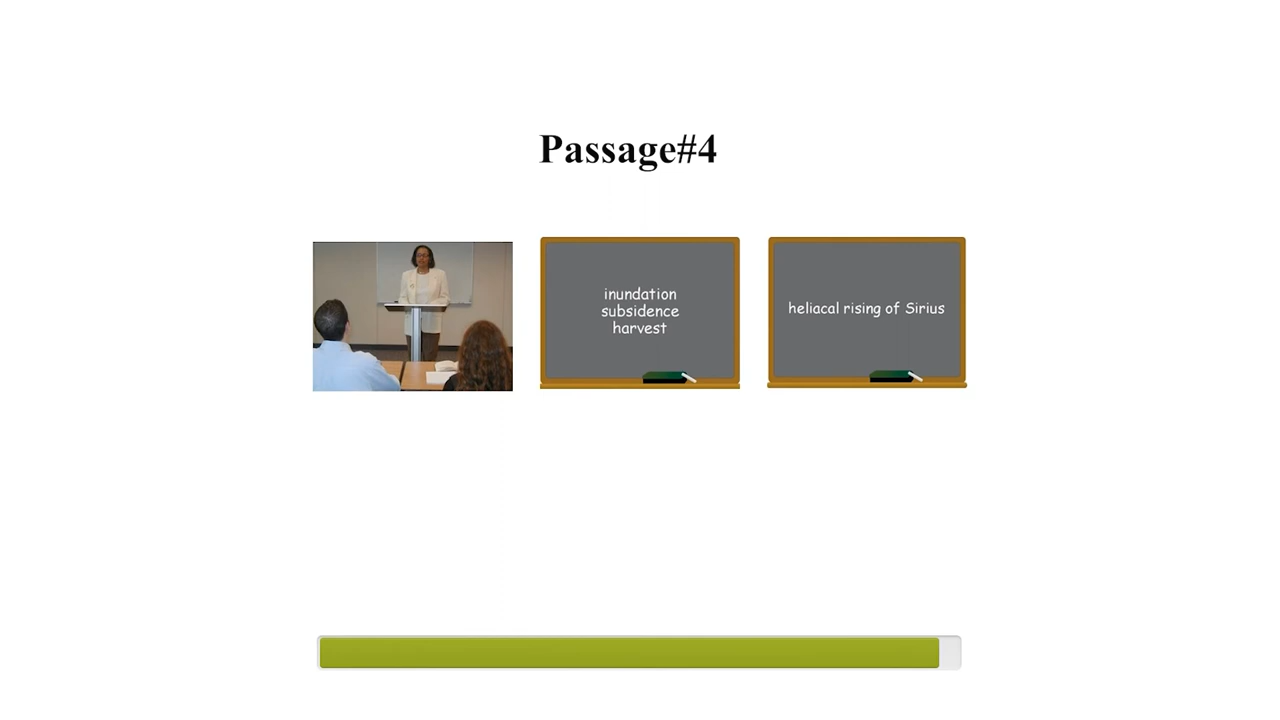 Passage#4
inundation
subsidence
harvest
heliacal rising of Sirius